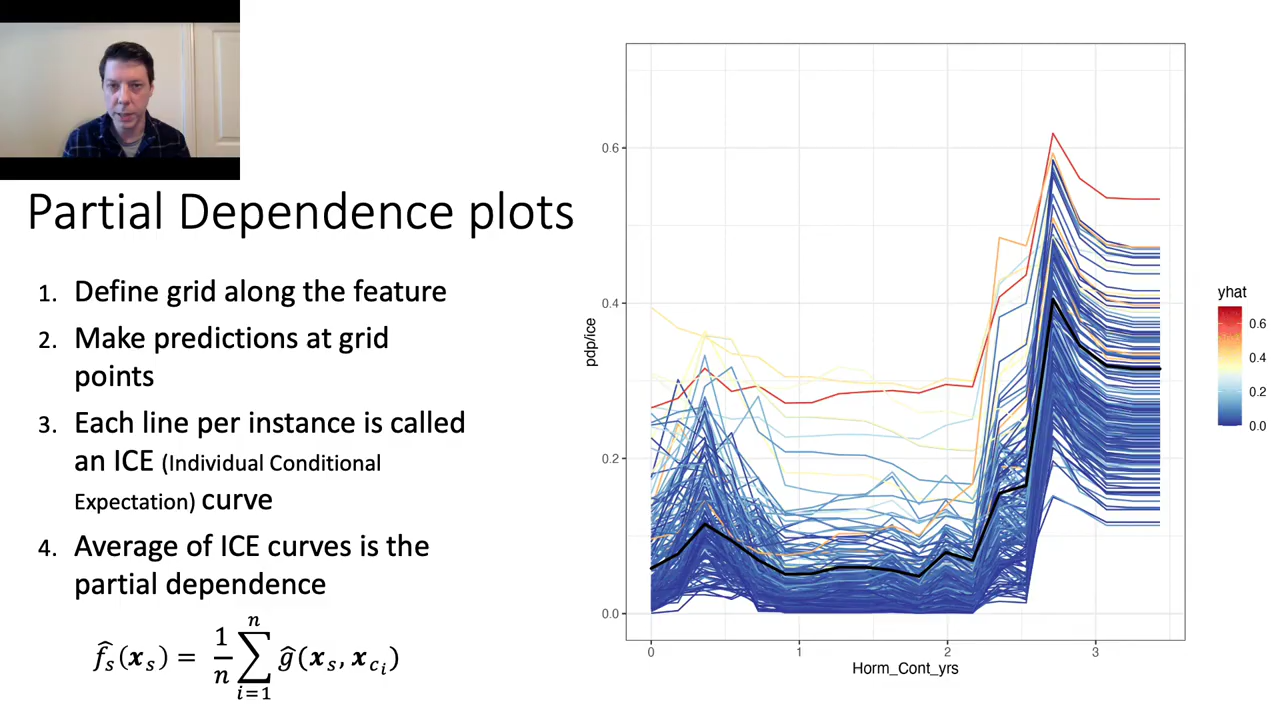 Partial Dependence plots
1. Define grid along the feature
2. Make predictions at grid
points
3. Each line per instance is called
an ICE (Individual Conditional
Expectation) curve
4. Average of ICE curves is the
partial dependence
f̂ₛ(𝒙ₛ) = 1/n ∑ᵢ₌₁ⁿ ĝ(𝒙ₛ, 𝒙_cᵢ)
pdp/ice
0.6
0.4
0.2
0.0
0 1 2 3
Horm_Cont_yrs
yhat
0.6
0.4
0.2
0.0